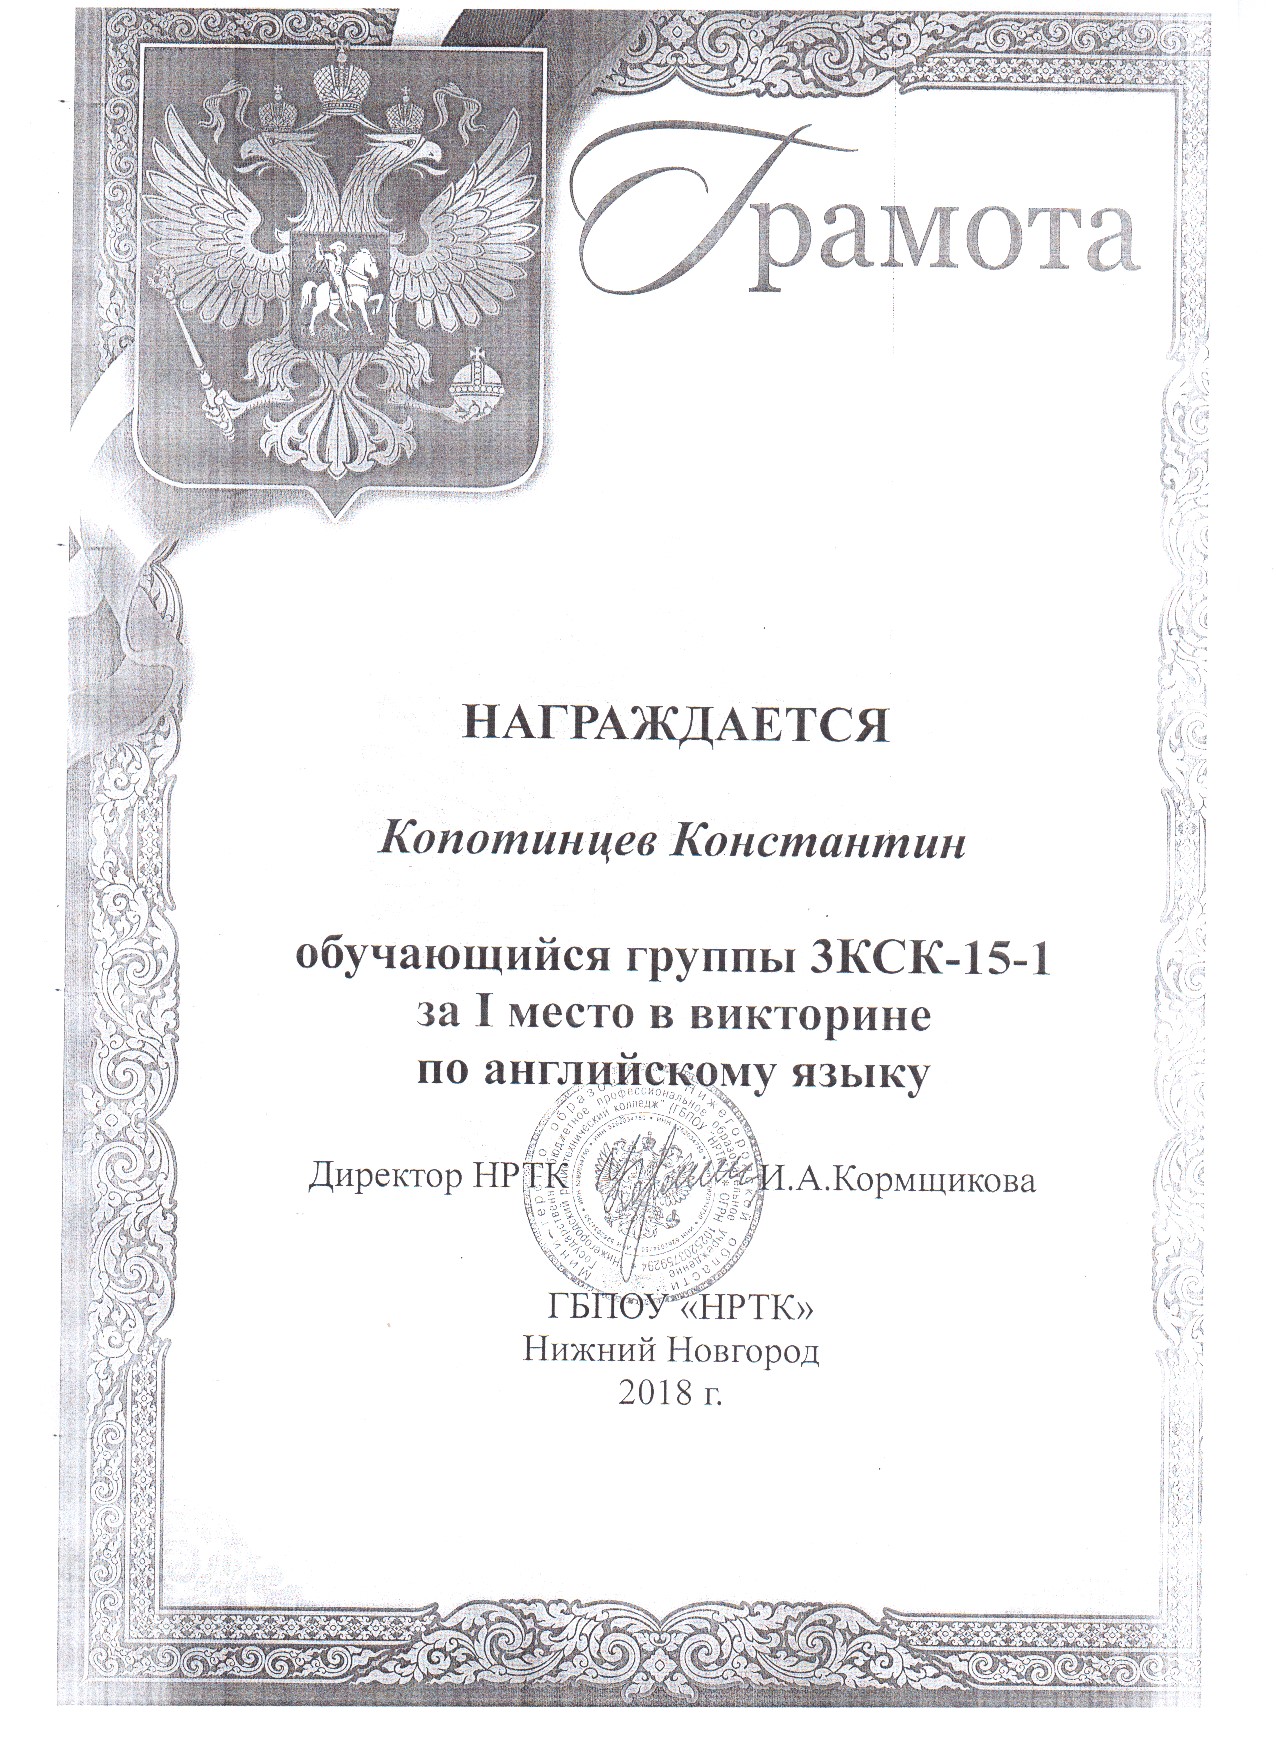 Грамота
НАГРАЖДАЕТСЯ
Копотинцев Константин
обучающийся группы 3КСК-15-1
за I место в викторине
по английскому языку
Директор НРТК И.А.Кормщикова
ГБПОУ «НРТК»
Нижний Новгород
2018 г.